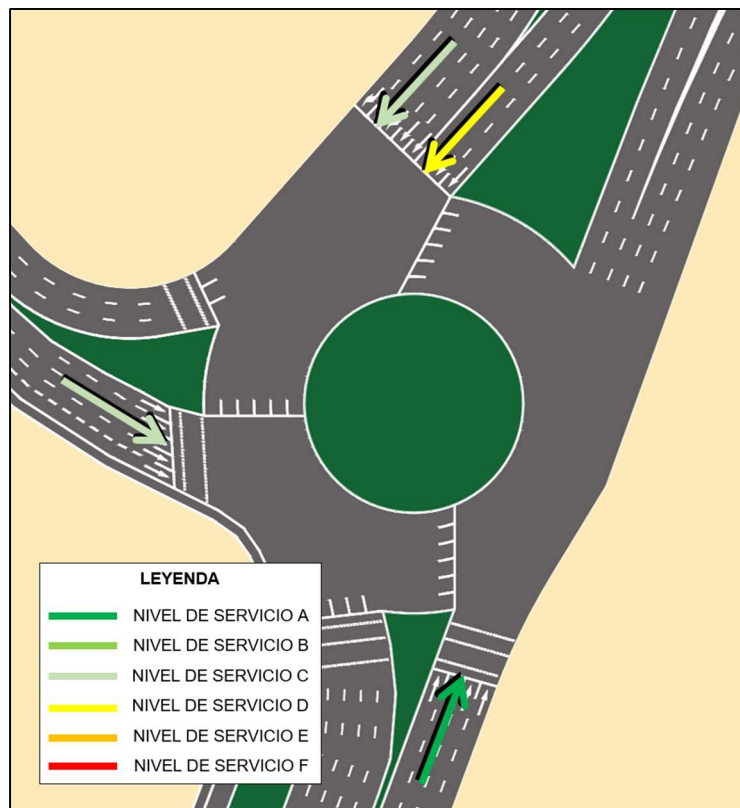 LEYENDA
NIVEL DE SERVICIO A
NIVEL DE SERVICIO B
NIVEL DE SERVICIO C
NIVEL DE SERVICIO D
NIVEL DE SERVICIO E
NIVEL DE SERVICIO F